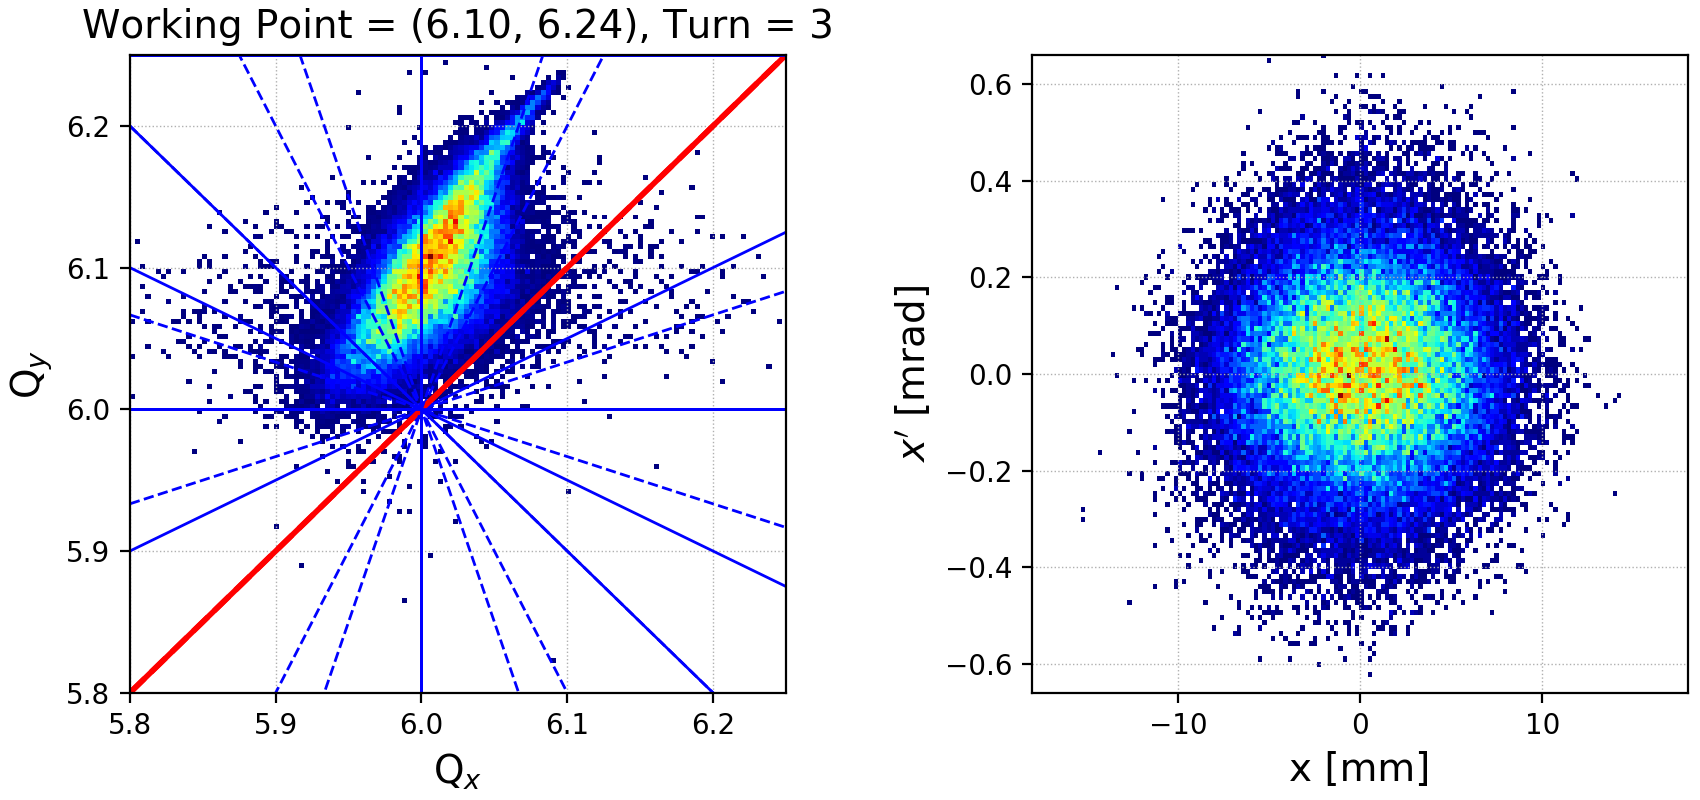 Working Point = (6.10, 6.24), Turn = 3
6.2
6.1
6.0
5.9
5.8
Q_y
5.8 5.9 6.0 6.1 6.2
Q_x
0.6
0.4
0.2
0.0
−0.2
−0.4
−0.6
x′ [mrad]
−10 0 10
x [mm]